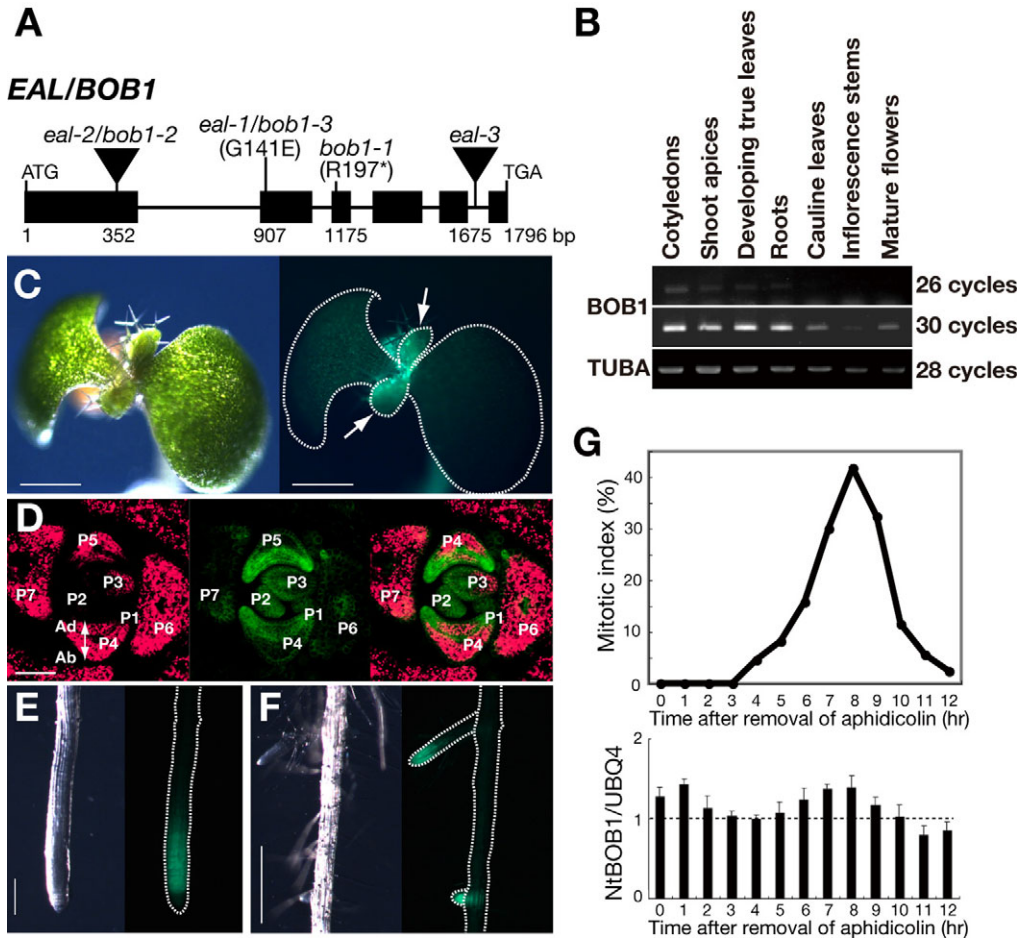 A
EAL/BOB1
eal-2/bob1-2
eal-1/bob1-3
(G141E)
bob1-1
(R197*)
eal-3
ATG
TGA
1
352
907
1175
1675
1796 bp
B
Cotyledons
Shoot apices
Developing true leaves
Roots
Cauline leaves
Inflorescence stems
Mature flowers
BOB1
26 cycles
30 cycles
TUBA
28 cycles
C
D
P5
P3
P7
P2
P1
Ad
P4
P6
Ab
P5
P3
P7
P2
P1
P6
P4
P4
P3
P7
P2
P1
P6
P4
E
F
G
Mitotic index (%)
40
30
20
10
0
0 1 2 3 4 5 6 7 8 9 10 11 12
Time after removal of aphidicolin (hr)
NtBOB1/UBQ4
2
1
0
0 1 2 3 4 5 6 7 8 9 10 11 12
Time after removal of aphidicolin (hr)